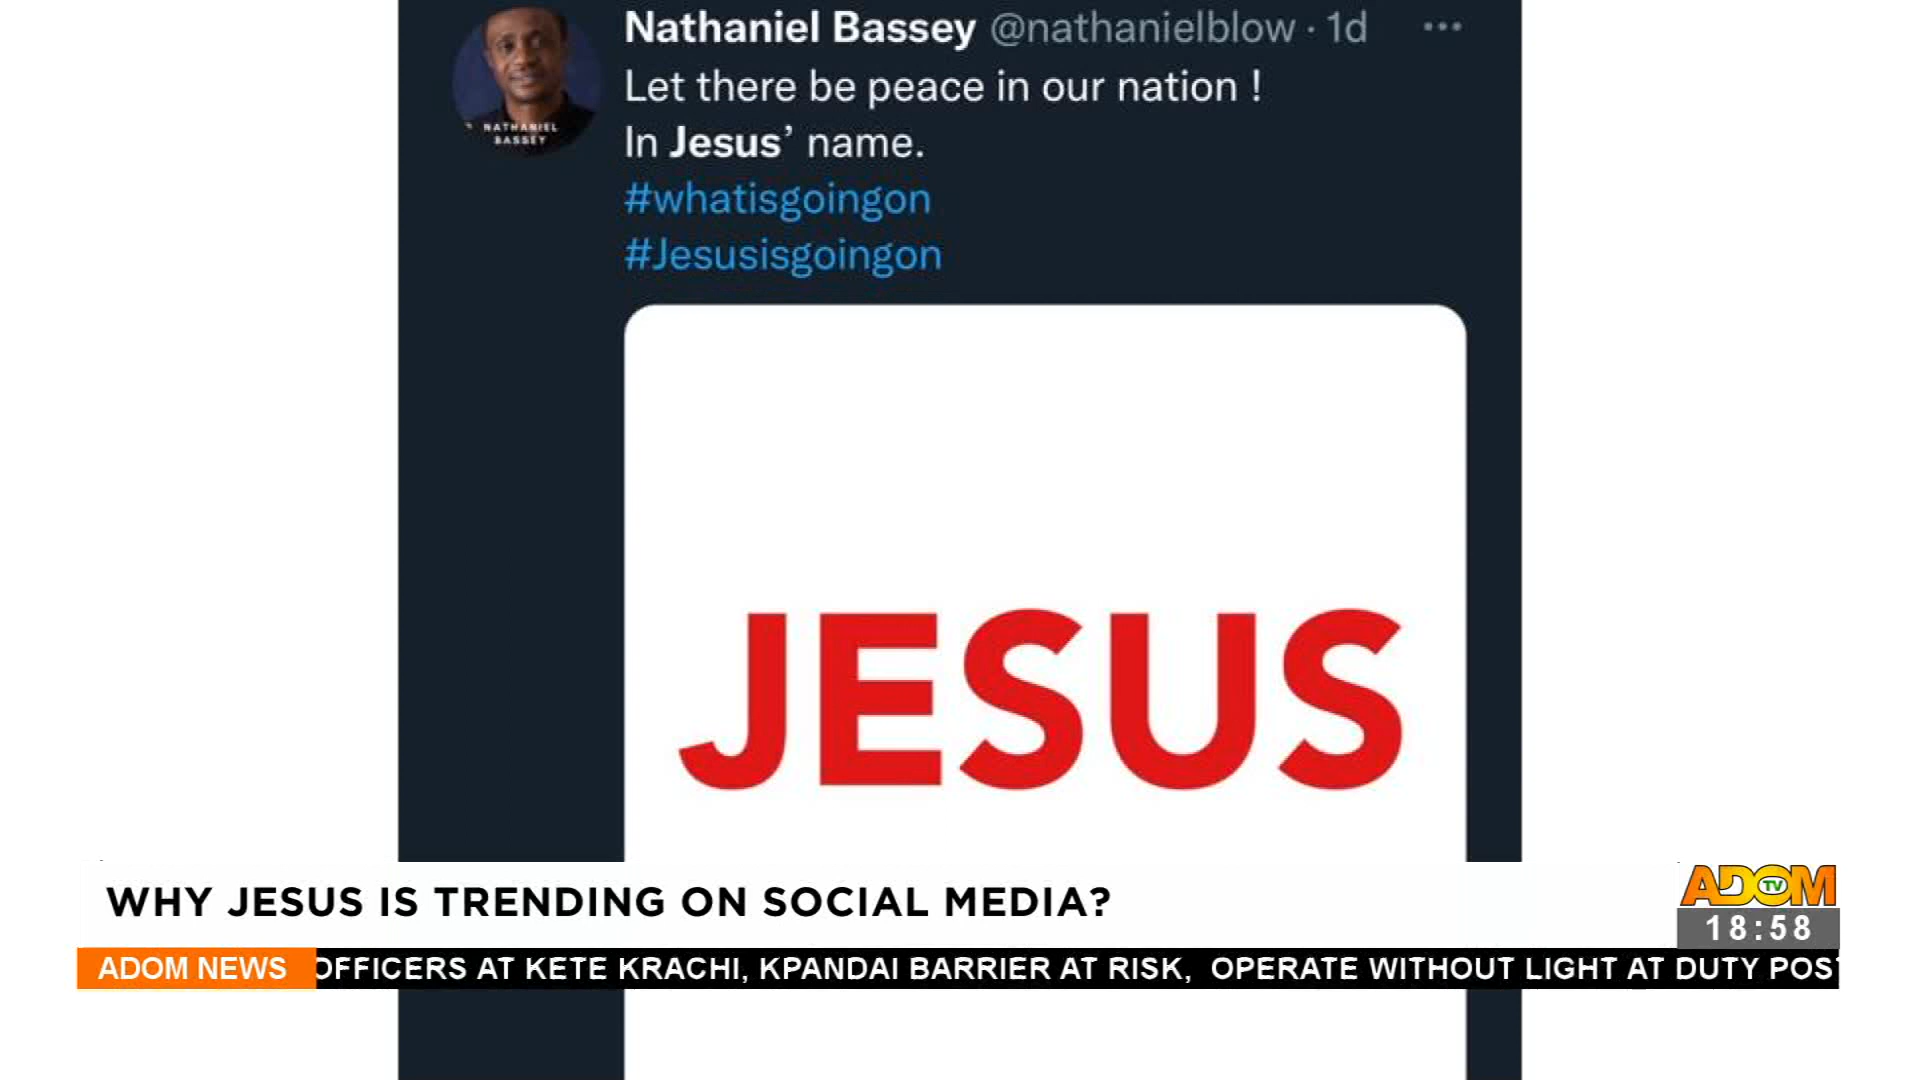 Nathaniel Bassey @nathanielblow · 1d ...
NATHANIEL
BASSEY
Let there be peace in our nation !
In Jesus’ name.
#whatisgoingon
#Jesusisgoingon
JESUS
WHY JESUS IS TRENDING ON SOCIAL MEDIA?
ADOM TV
18:58
ADOM NEWS OFFICERS AT KETE KRACHI, KPANDAI BARRIER AT RISK, OPERATE WITHOUT LIGHT AT DUTY POS